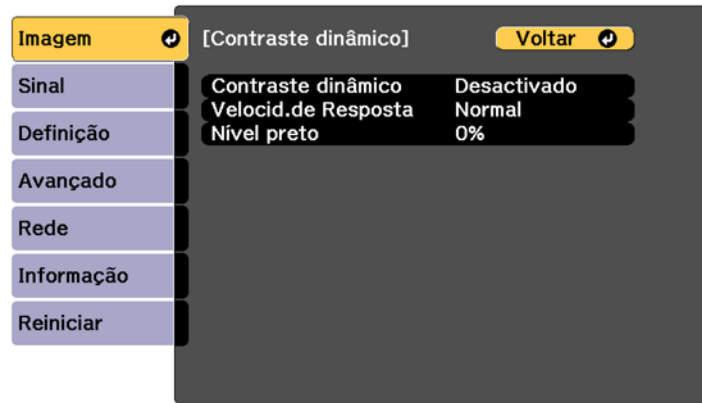 Imagem
Sinal
Definição
Avançado
Rede
Informação
Reiniciar
[Contraste dinâmico] Voltar
Contraste dinâmico Desactivado
Velocid.de Resposta Normal
Nível preto 0%